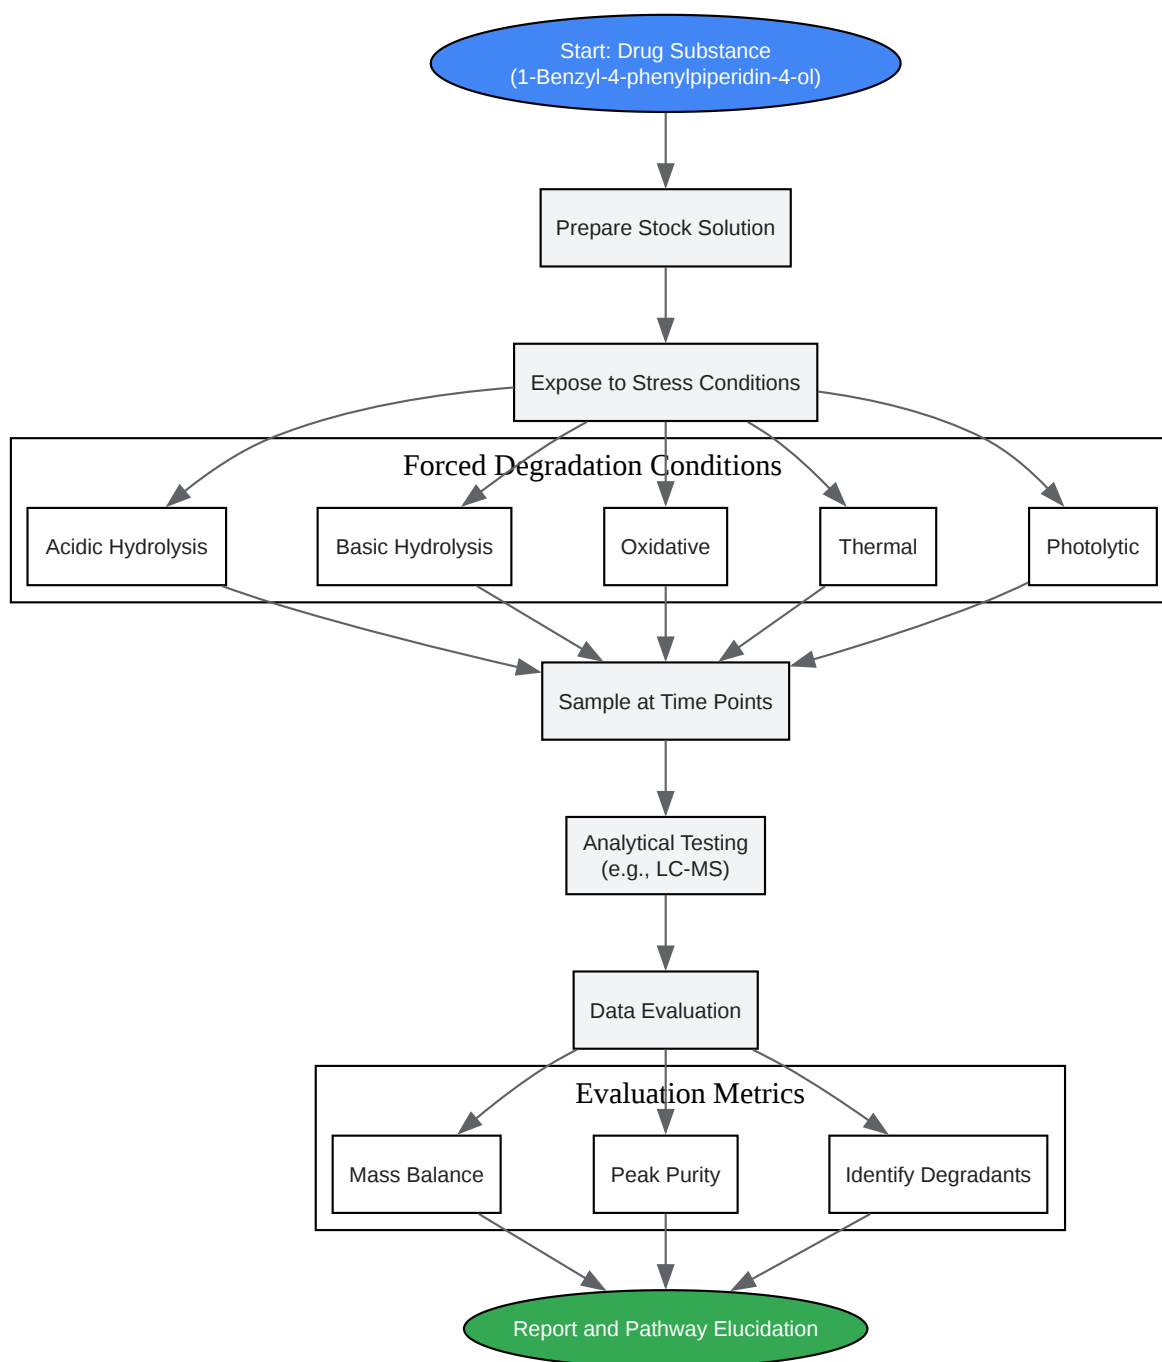 Start: Drug Substance
(1-Benzyl-4-phenylpiperidin-4-ol)
Prepare Stock Solution
Expose to Stress Conditions
Forced Degradation Conditions
Acidic Hydrolysis
Basic Hydrolysis
Oxidative
Thermal
Photolytic
Sample at Time Points
Analytical Testing
(e.g., LC-MS)
Data Evaluation
Evaluation Metrics
Mass Balance
Peak Purity
Identify Degradants
Report and Pathway Elucidation